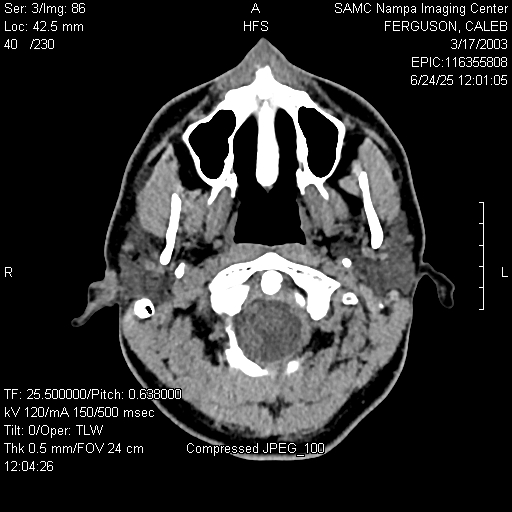 Ser: 3/Img: 86
Loc: 42.5 mm
40 /230
A
HFS
SAMC Nampa Imaging Center
FERGUSON, CALEB
3/17/2003
EPIC:116355808
6/24/25 12:01:05
R
L
TF: 25.500000/Pitch: 0.638000
kV 120/mA 150/500 msec
Tilt: 0/Oper: TLW
Thk 0.5 mm/FOV 24 cm
12:04:26
Compressed JPEG_100